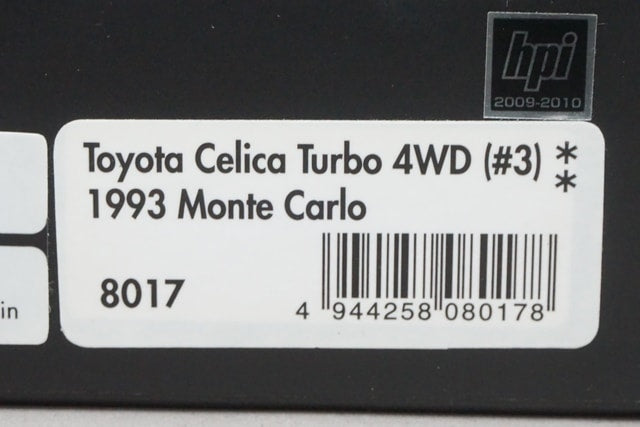 hpi
2009-2010
Toyota Celica Turbo 4WD (#3) **
1993 Monte Carlo
8017
4 944258 080178
in